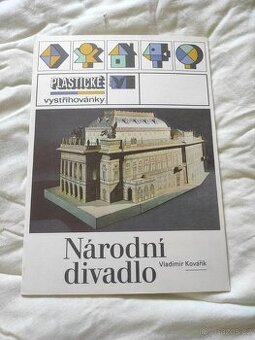 PLASTICKÉ
vystřihovánky
Národní
divadlo
Vladimír Kovářík